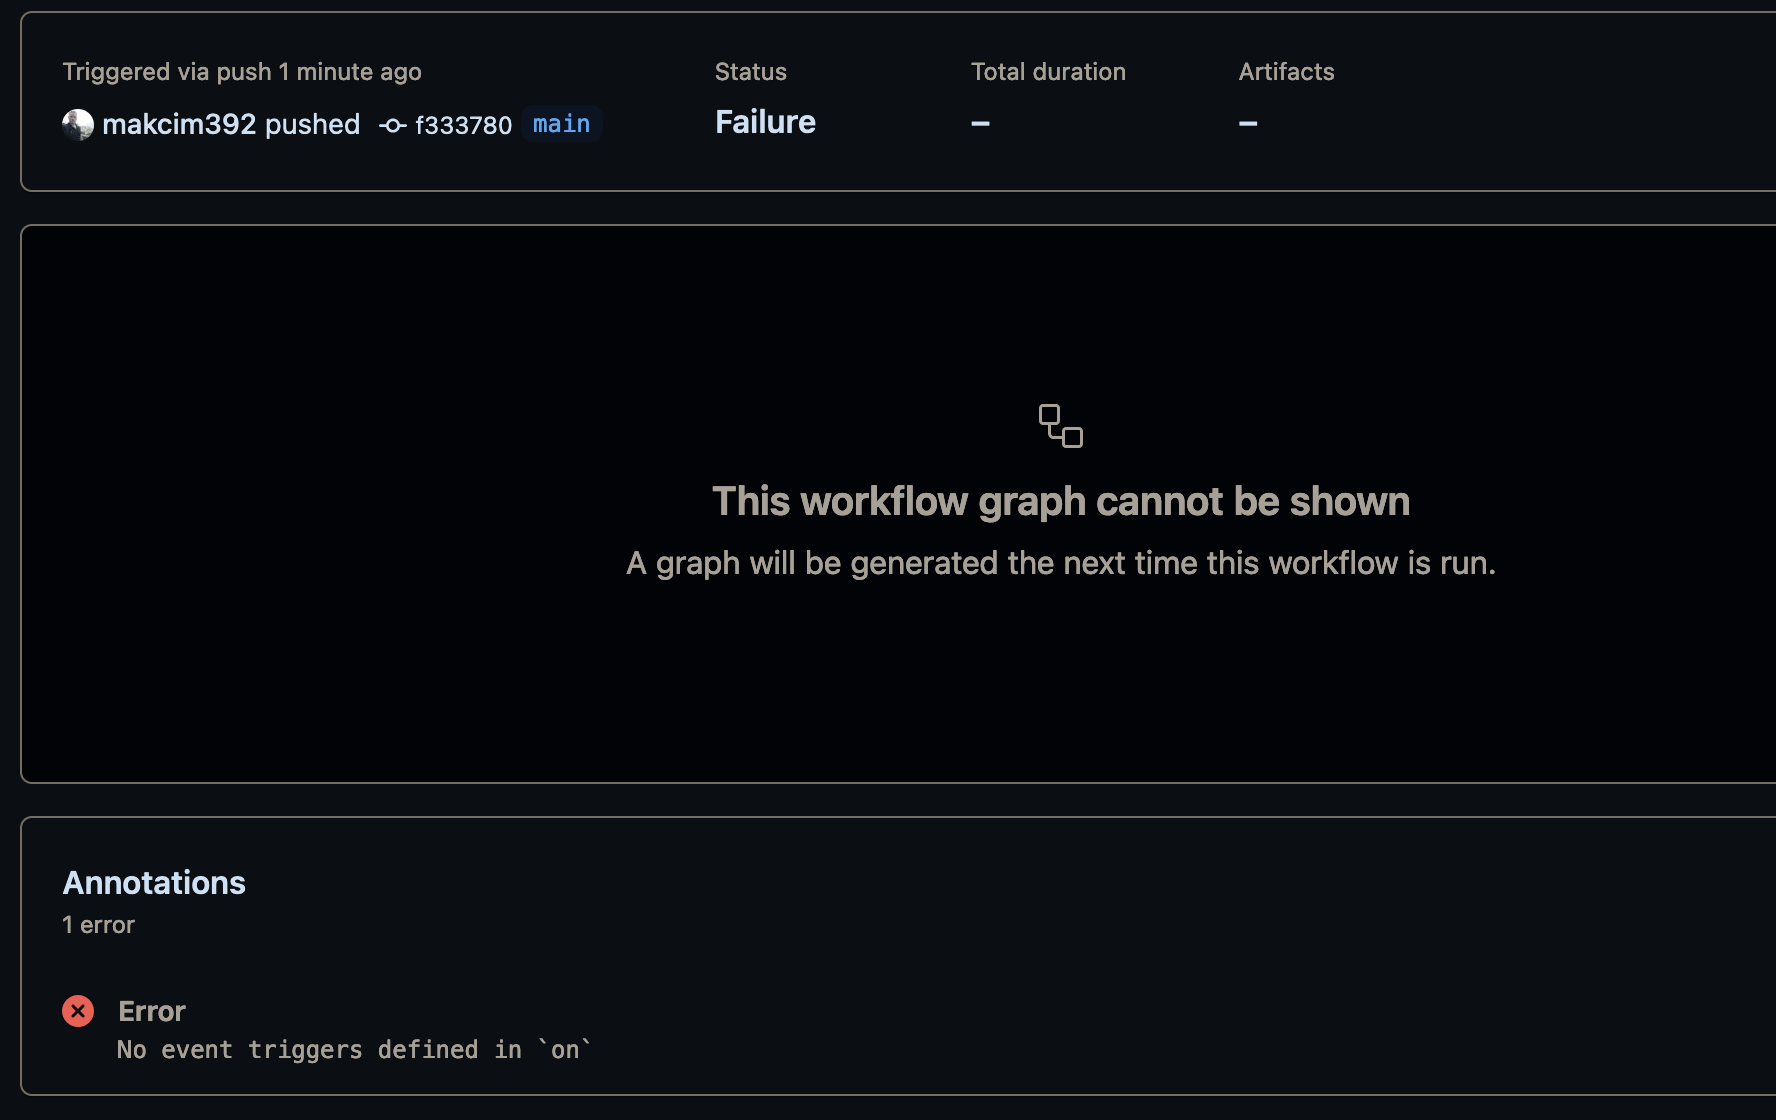 Triggered via push 1 minute ago
makcim392 pushed f333780 main
Status
Failure
Total duration
–
Artifacts
–
This workflow graph cannot be shown
A graph will be generated the next time this workflow is run.
Annotations
1 error
Error
No event triggers defined in `on`